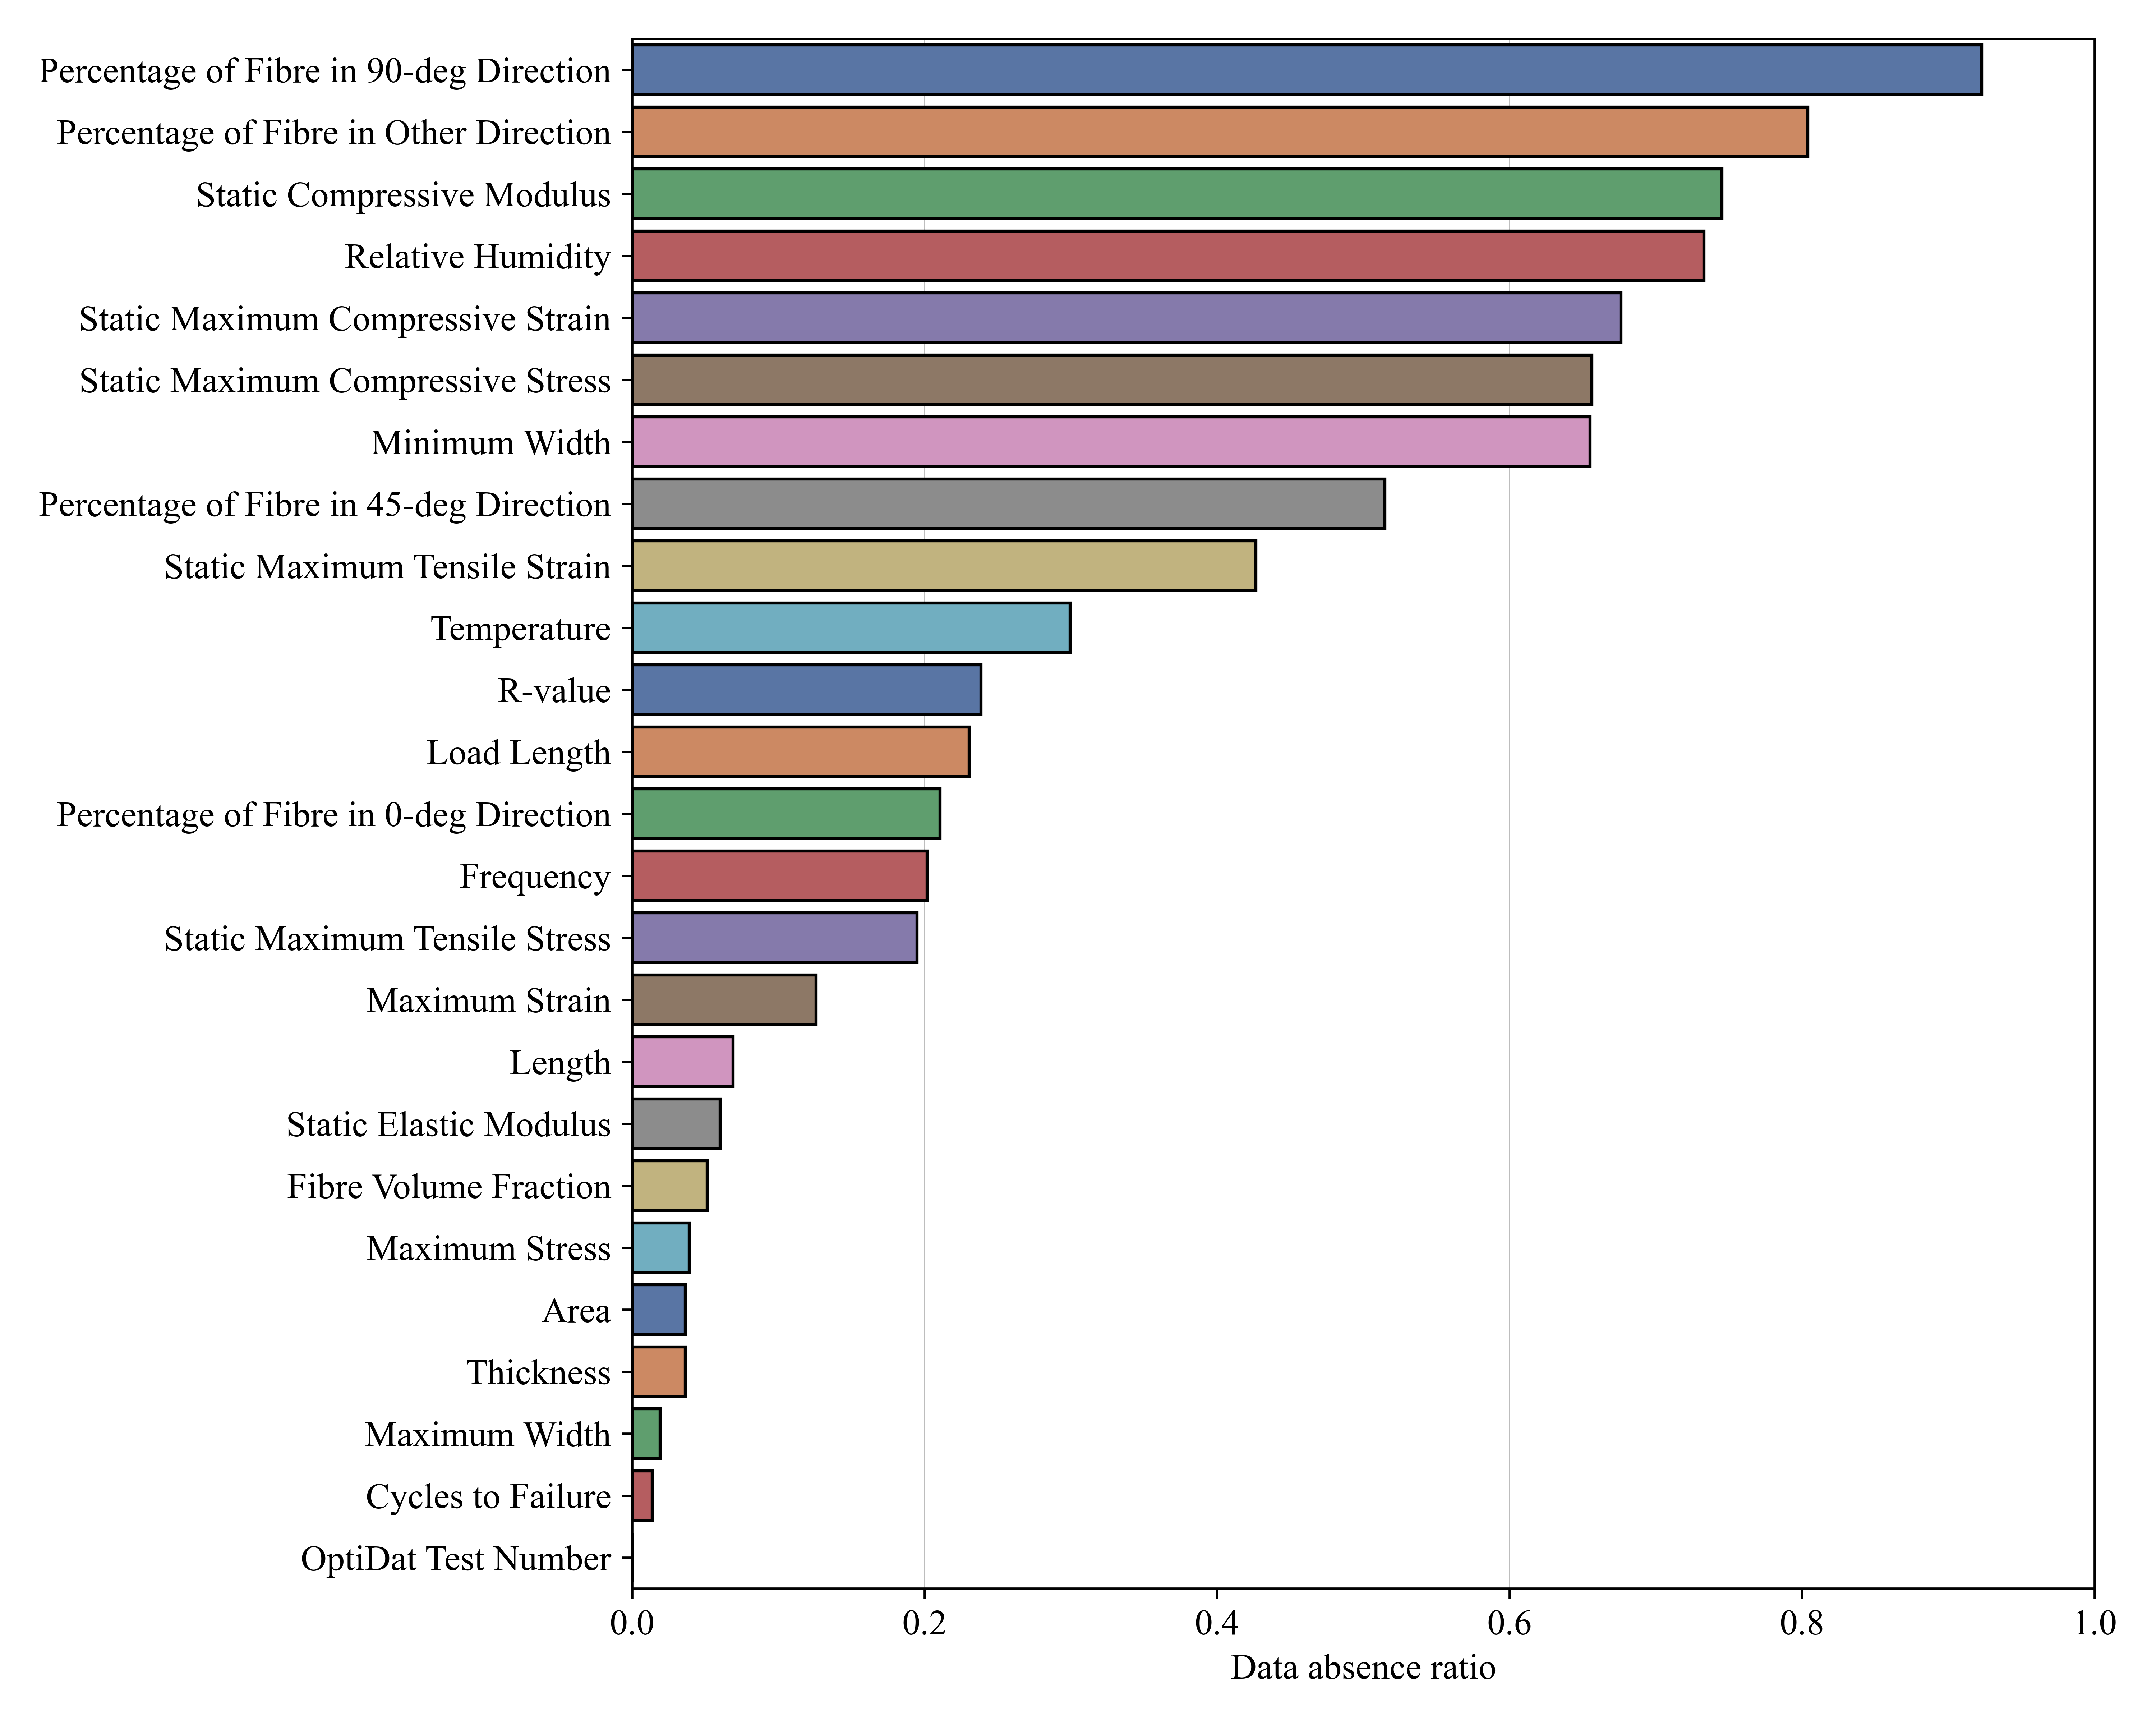 Percentage of Fibre in 90-deg Direction
Percentage of Fibre in Other Direction
Static Compressive Modulus
Relative Humidity
Static Maximum Compressive Strain
Static Maximum Compressive Stress
Minimum Width
Percentage of Fibre in 45-deg Direction
Static Maximum Tensile Strain
Temperature
R-value
Load Length
Percentage of Fibre in 0-deg Direction
Frequency
Static Maximum Tensile Stress
Maximum Strain
Length
Static Elastic Modulus
Fibre Volume Fraction
Maximum Stress
Area
Thickness
Maximum Width
Cycles to Failure
OptiDat Test Number
0.0 0.2 0.4 0.6 0.8 1.0
Data absence ratio